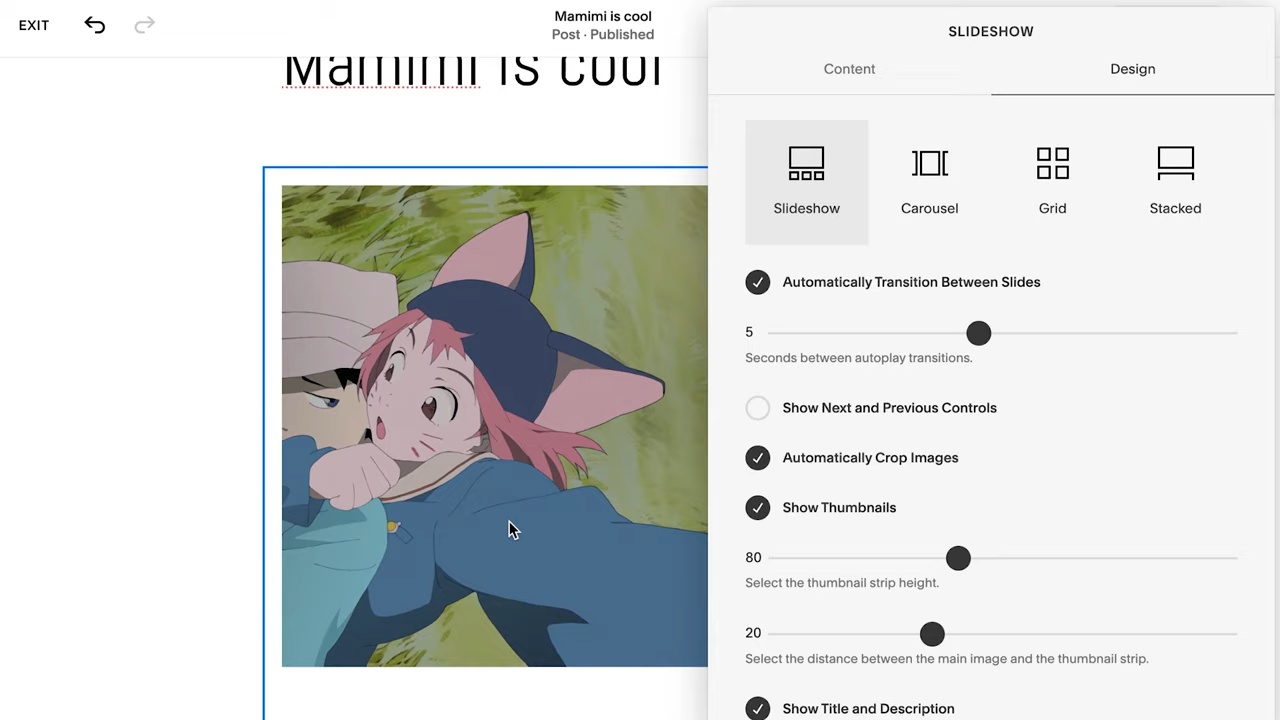 EXIT
Mamimi is cool
Post · Published
Mamimi is cool
SLIDESHOW
Content
Design
Slideshow
Carousel
Grid
Stacked
Automatically Transition Between Slides
5
Seconds between autoplay transitions.
Show Next and Previous Controls
Automatically Crop Images
Show Thumbnails
80
Select the thumbnail strip height.
20
Select the distance between the main image and the thumbnail strip.
Show Title and Description